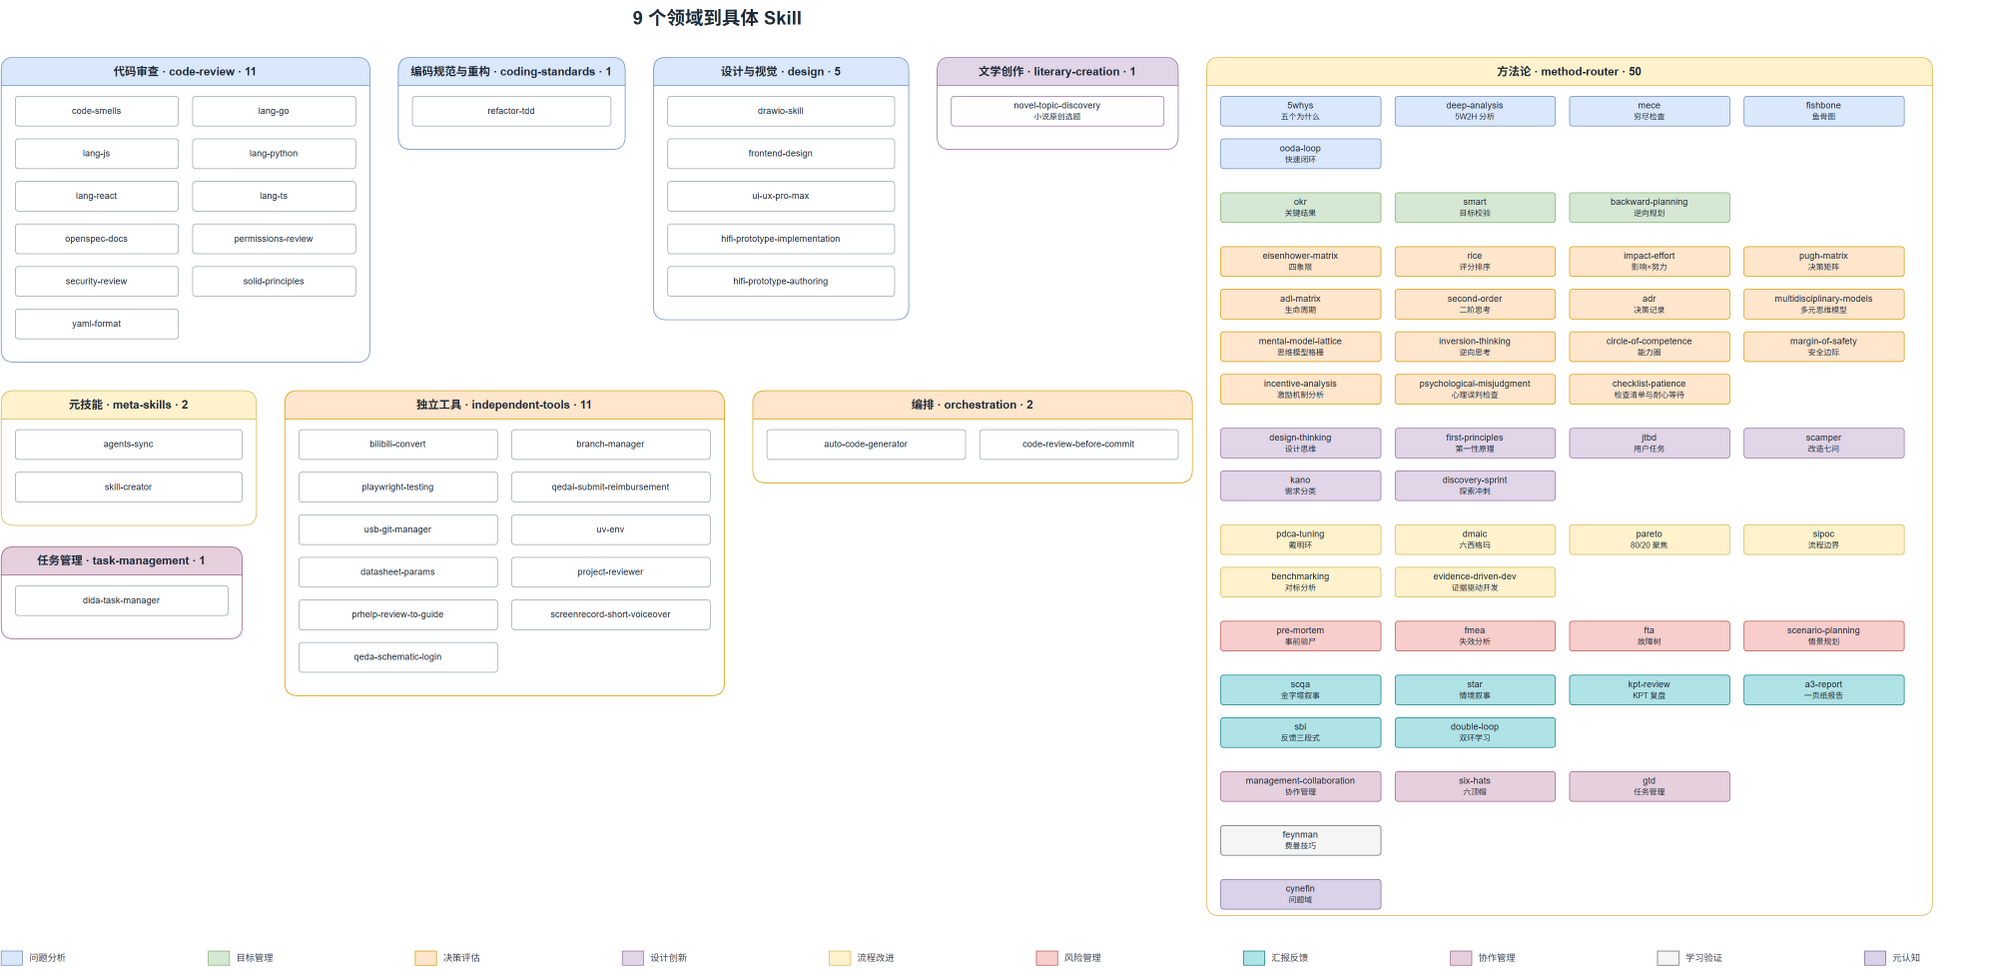 9 个领域到具体 Skill
代码审查 · code-review · 11
code-smells
lang-go
lang-js
lang-python
lang-react
lang-ts
openspec-docs
permissions-review
security-review
solid-principles
yaml-format
编码规范与重构 · coding-standards · 1
refactor-tdd
设计与视觉 · design · 5
drawio-skill
frontend-design
ui-ux-pro-max
hifi-prototype-implementation
hifi-prototype-authoring
文学创作 · literary-creation · 1
novel-topic-discovery
小说原创选题
方法论 · method-router · 50
5whys
五个为什么
deep-analysis
5W2H 分析
mece
穷尽检查
fishbone
鱼骨图
ooda-loop
快速闭环
okr
关键结果
smart
目标校验
backward-planning
逆向规划
eisenhower-matrix
四象限
rice
评分排序
impact-effort
影响×努力
pugh-matrix
决策矩阵
adl-matrix
生命周期
second-order
二阶思考
adr
决策记录
multidisciplinary-models
多元思维模型
mental-model-lattice
思维模型格栅
inversion-thinking
逆向思考
circle-of-competence
能力圈
margin-of-safety
安全边际
incentive-analysis
激励机制分析
psychological-misjudgment
心理误判检查
checklist-patience
检查清单与耐心等待
design-thinking
设计思维
first-principles
第一性原理
jtbd
用户任务
scamper
改造七问
kano
需求分类
discovery-sprint
探索冲刺
pdca-tuning
戴明环
dmaic
六西格玛
pareto
80/20 聚焦
sipoc
流程边界
benchmarking
对标分析
evidence-driven-dev
证据驱动开发
pre-mortem
事前验尸
fmea
失效分析
fta
故障树
scenario-planning
情景规划
scqa
金字塔叙事
star
情境叙事
kpt-review
KPT 复盘
a3-report
一页纸报告
sbi
反馈三段式
double-loop
双环学习
management-collaboration
协作管理
six-hats
六顶帽
gtd
任务管理
feynman
费曼技巧
cynefin
问题域
元技能 · meta-skills · 2
agents-sync
skill-creator
独立工具 · independent-tools · 11
bilibili-convert
branch-manager
playwright-testing
qedai-submit-reimbursement
usb-git-manager
uv-env
datasheet-params
project-reviewer
prhelp-review-to-guide
screenrecord-short-voiceover
qeda-schematic-login
编排 · orchestration · 2
auto-code-generator
code-review-before-commit
任务管理 · task-management · 1
dida-task-manager
问题分析
目标管理
决策评估
设计创新
流程改进
风险管理
汇报反馈
协作管理
学习验证
元认知